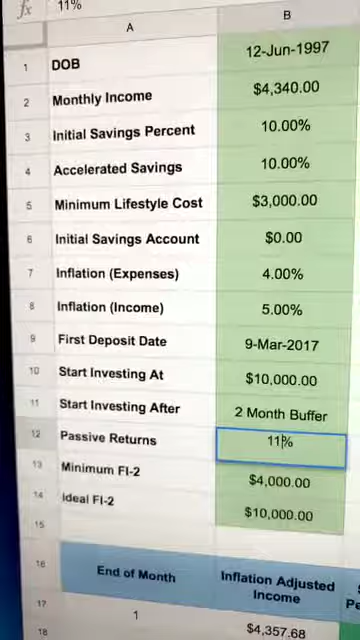 fx 11%
A B
1 DOB 12-Jun-1997
2 Monthly Income $4,340.00
3 Initial Savings Percent 10.00%
4 Accelerated Savings 10.00%
5 Minimum Lifestyle Cost $3,000.00
6 Initial Savings Account $0.00
7 Inflation (Expenses) 4.00%
8 Inflation (Income) 5.00%
9 First Deposit Date 9-Mar-2017
10 Start Investing At $10,000.00
11 Start Investing After 2 Month Buffer
12 Passive Returns 11%
13 Minimum FI-2 $4,000.00
14 Ideal FI-2 $10,000.00
15
16 End of Month Inflation Adjusted
Income
17 1 $4,357.68
18